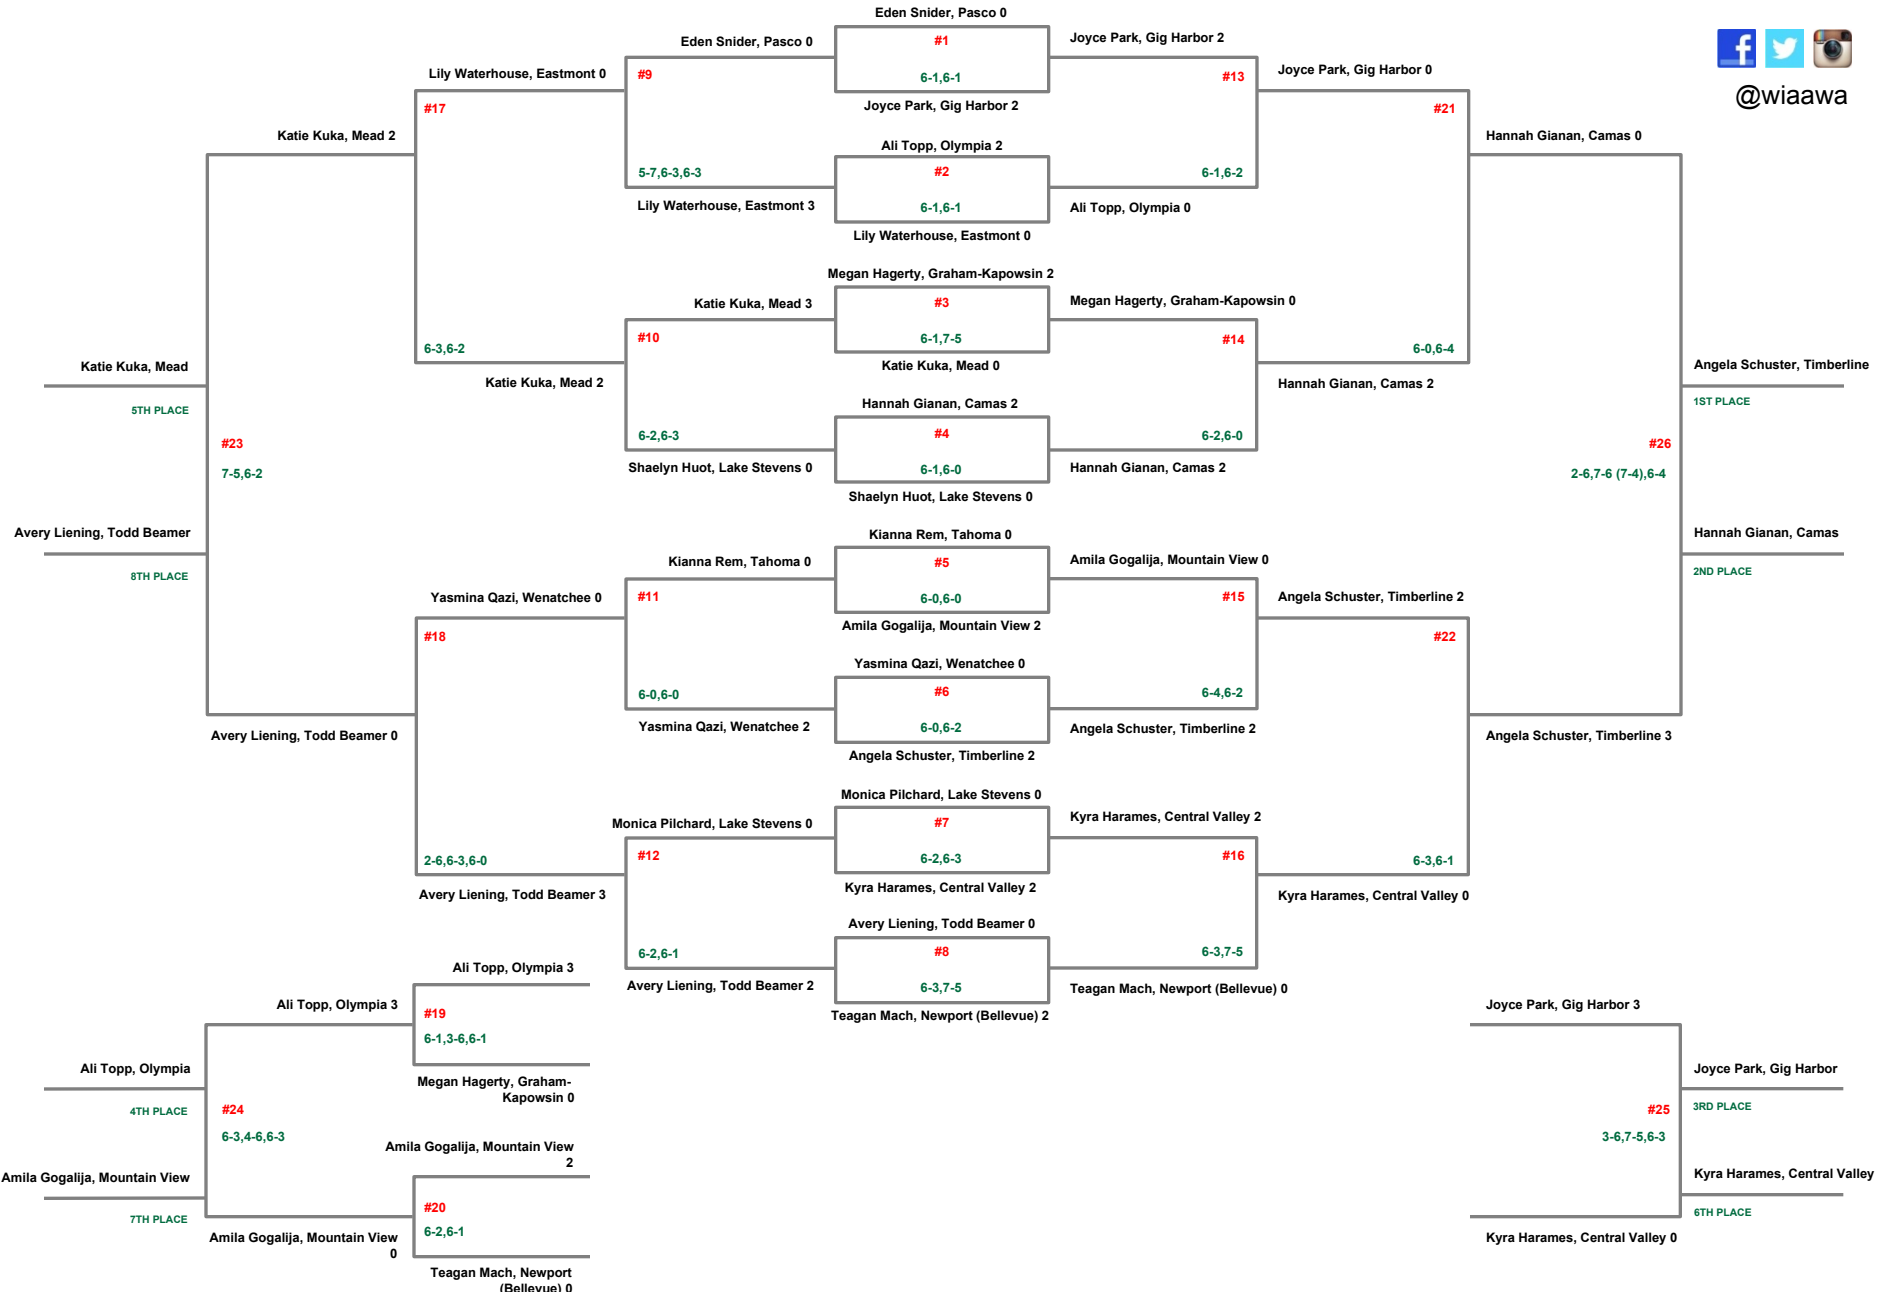 Eden Snider, Pasco 0
Eden Snider, Pasco 0
#1
Joyce Park, Gig Harbor 2
Lily Waterhouse, Eastmont 0
#9
6-1,6-1
#13
Joyce Park, Gig Harbor 0
@wiaawa
#17
Joyce Park, Gig Harbor 2
#21
Katie Kuka, Mead 2
Ali Topp, Olympia 2
Hannah Gianan, Camas 0
5-7,6-3,6-3
#2
6-1,6-2
Lily Waterhouse, Eastmont 3
6-1,6-1
Ali Topp, Olympia 0
Lily Waterhouse, Eastmont 0
Megan Hagerty, Graham-Kapowsin 2
Katie Kuka, Mead 3
#3
Megan Hagerty, Graham-Kapowsin 0
#10
6-1,7-5
#14
6-3,6-2
6-0,6-4
Katie Kuka, Mead
Katie Kuka, Mead 0
Angela Schuster, Timberline
Katie Kuka, Mead 2
Hannah Gianan, Camas 2
5TH PLACE
Hannah Gianan, Camas 2
1ST PLACE
#23
6-2,6-3
#4
6-2,6-0
#26
7-5,6-2
Shaelyn Huot, Lake Stevens 0
6-1,6-0
Hannah Gianan, Camas 2
2-6,7-6 (7-4),6-4
Shaelyn Huot, Lake Stevens 0
Avery Liening, Todd Beamer
Kianna Rem, Tahoma 0
Hannah Gianan, Camas
Kianna Rem, Tahoma 0
#5
Amila Gogalija, Mountain View 0
8TH PLACE
2ND PLACE
Yasmina Qazi, Wenatchee 0
#11
6-0,6-0
#15
Angela Schuster, Timberline 2
#18
Amila Gogalija, Mountain View 2
#22
Yasmina Qazi, Wenatchee 0
6-0,6-0
#6
6-4,6-2
Yasmina Qazi, Wenatchee 2
6-0,6-2
Angela Schuster, Timberline 2
Avery Liening, Todd Beamer 0
Angela Schuster, Timberline 2
Angela Schuster, Timberline 3
Monica Pilchard, Lake Stevens 0
Monica Pilchard, Lake Stevens 0
#7
Kyra Harames, Central Valley 2
2-6,6-3,6-0
#12
6-2,6-3
#16
6-3,6-1
Avery Liening, Todd Beamer 3
Kyra Harames, Central Valley 2
Kyra Harames, Central Valley 0
Avery Liening, Todd Beamer 0
6-2,6-1
#8
6-3,7-5
Ali Topp, Olympia 3
Avery Liening, Todd Beamer 2
6-3,7-5
Teagan Mach, Newport (Bellevue) 0
Ali Topp, Olympia 3
#19
Teagan Mach, Newport (Bellevue) 2
Joyce Park, Gig Harbor 3
6-1,3-6,6-1
Ali Topp, Olympia
Megan Hagerty, Graham-
Kapowsin 0
Joyce Park, Gig Harbor
4TH PLACE
#24
#25
3RD PLACE
6-3,4-6,6-3
Amila Gogalija, Mountain View
2
3-6,7-5,6-3
Amila Gogalija, Mountain View
Kyra Harames, Central Valley
7TH PLACE
#20
6TH PLACE
Amila Gogalija, Mountain View
0
6-2,6-1
Kyra Harames, Central Valley 0
Teagan Mach, Newport
(Bellevue) 0